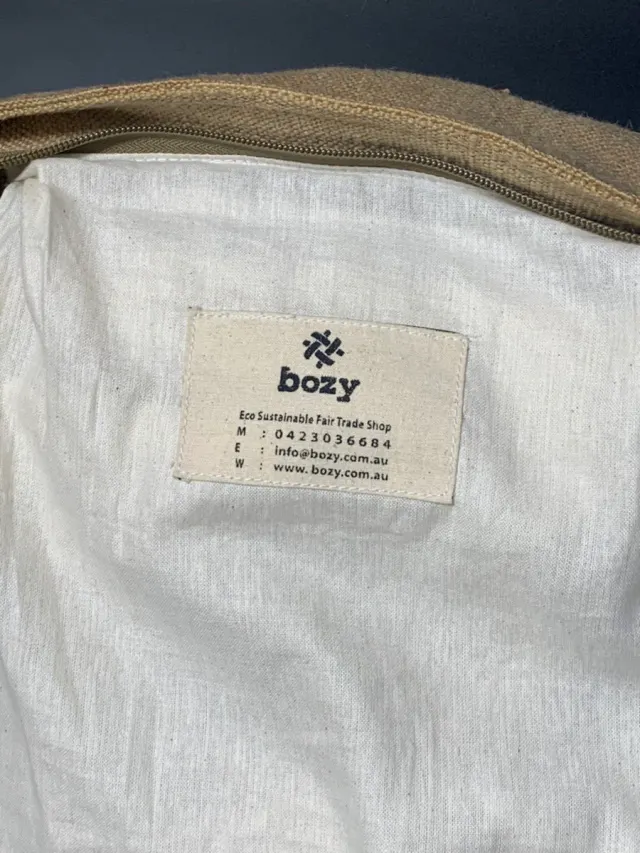 bozy
Eco Sustainable Fair Trade Shop
M : 0423036684
E : info@bozy.com.au
W : www.bozy.com.au